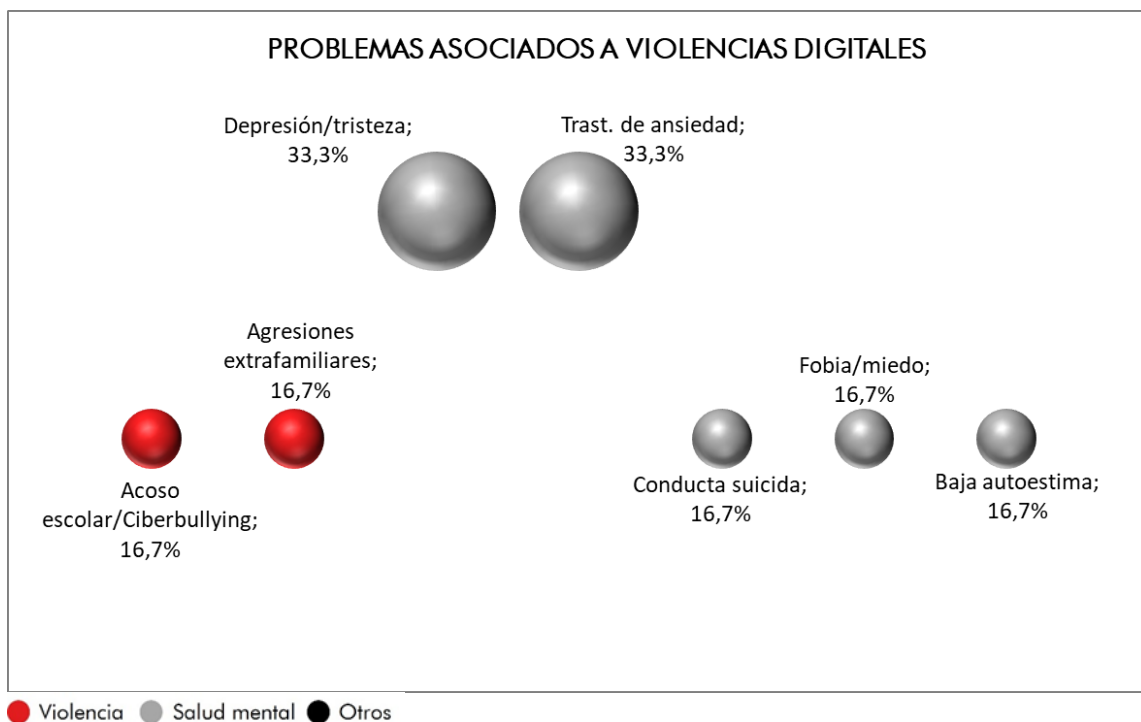 PROBLEMAS ASOCIADOS A VIOLENCIAS DIGITALES
Depresión/tristeza;
33,3%
Trast. de ansiedad;
33,3%
Agresiones
extrafamiliares;
16,7%
Fobia/miedo;
16,7%
Acoso
escolar/Ciberbullying;
16,7%
Conducta suicida;
16,7%
Baja autoestima;
16,7%
Violencia Salud mental Otros